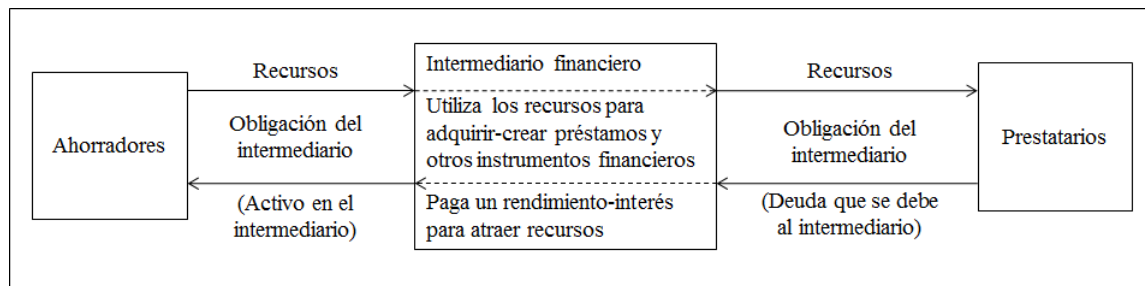 Ahorradores
Recursos
Obligación del
intermediario
(Activo en el
intermediario)
Intermediario financiero
Utiliza los recursos para
adquirir-crear préstamos y
otros instrumentos financieros
Paga un rendimiento-interés
para atraer recursos
Recursos
Obligación del
intermediario
(Deuda que se debe
al intermediario)
Prestatarios